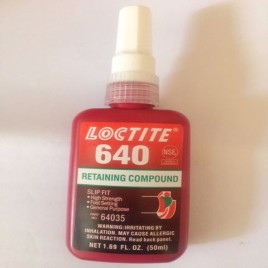 LOCTITE
640
NSF
RETAINING COMPOUND
SLIP FIT
• High Strength
• Fast Setting
• General Purpose
64035
WARNING: IRRITATING BY
INHALATION. MAY CAUSE ALLERGIC
SKIN REACTION. Read back panel.
NET 1.69 FL. OZ. (50ml)